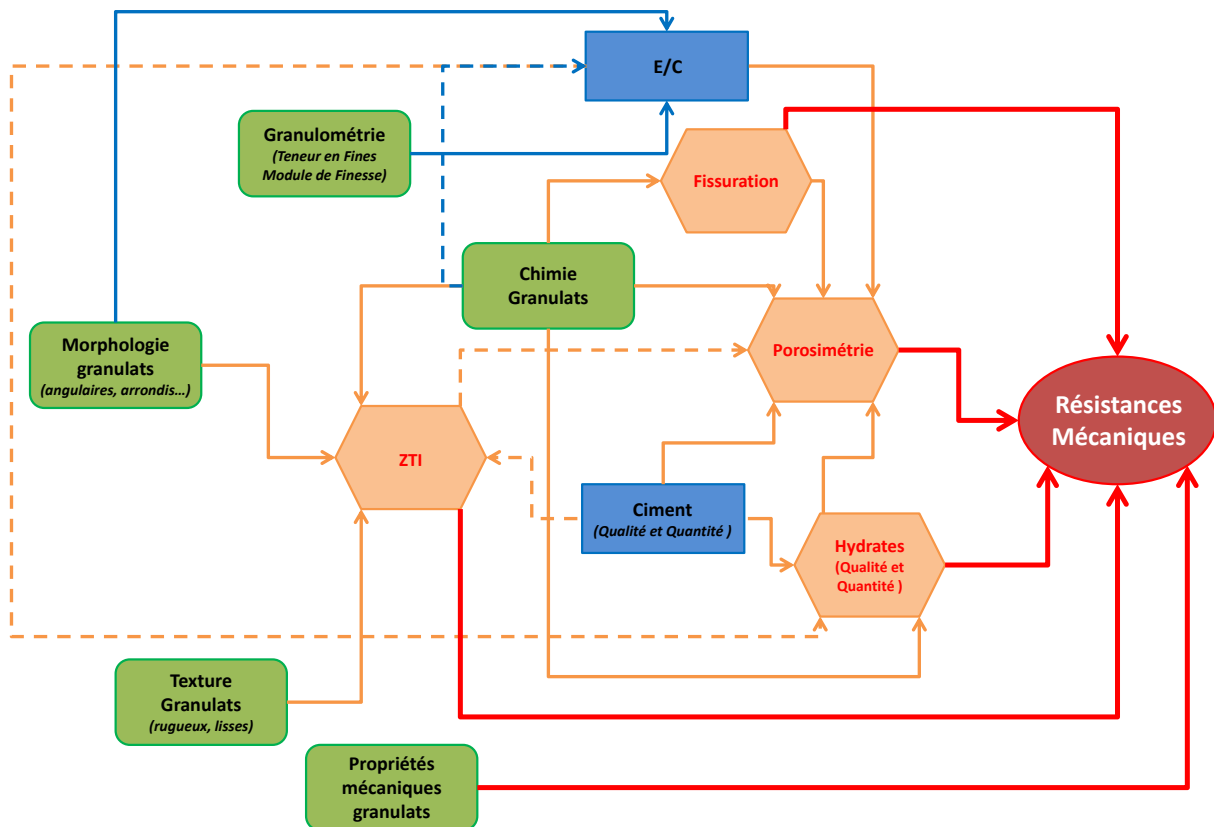 E/C
Granulométrie
(Teneur en Fines
Module de Finesse)
Fissuration
Chimie
Granulats
Morphologie
granulats
(angulaires, arrondis…)
Porosimétrie
Résistances
Mécaniques
ZTI
Ciment
(Qualité et Quantité )
Hydrates
(Qualité et
Quantité )
Texture
Granulats
(rugueux, lisses)
Propriétés
mécaniques
granulats